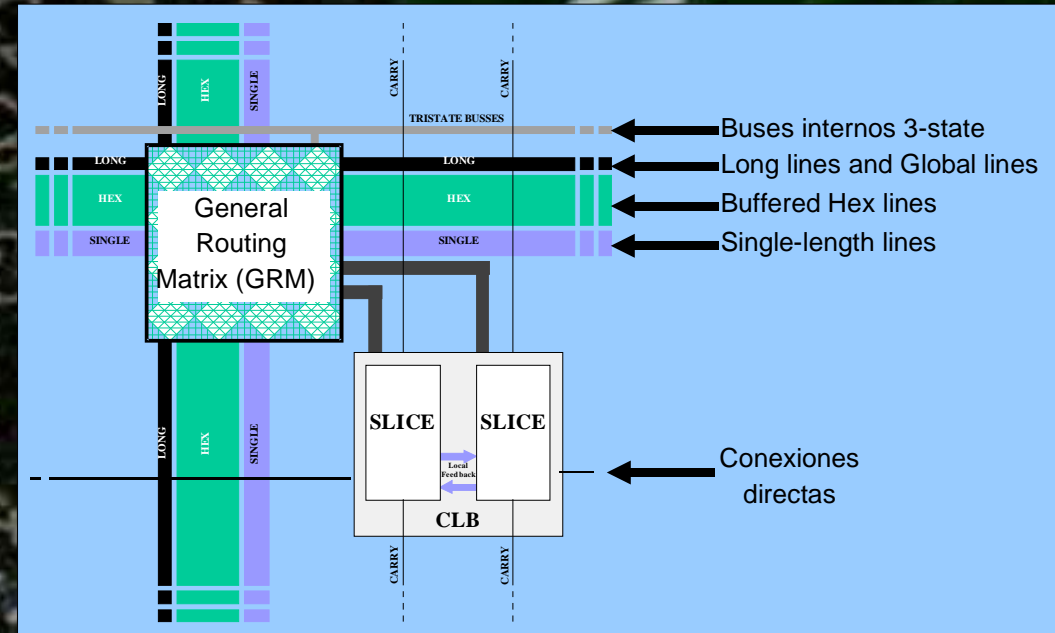 LONG
HEX
SINGLE
CARRY
CARRY
TRISTATE BUSSES
Buses internos 3-state
LONG
LONG
Long lines and Global lines
HEX
HEX
Buffered Hex lines
SINGLE
SINGLE
Single-length lines
General
Routing
Matrix (GRM)
SLICE
SLICE
LONG
HEX
SINGLE
Local
Feedback
Conexiones
directas
CLB
CARRY
CARRY